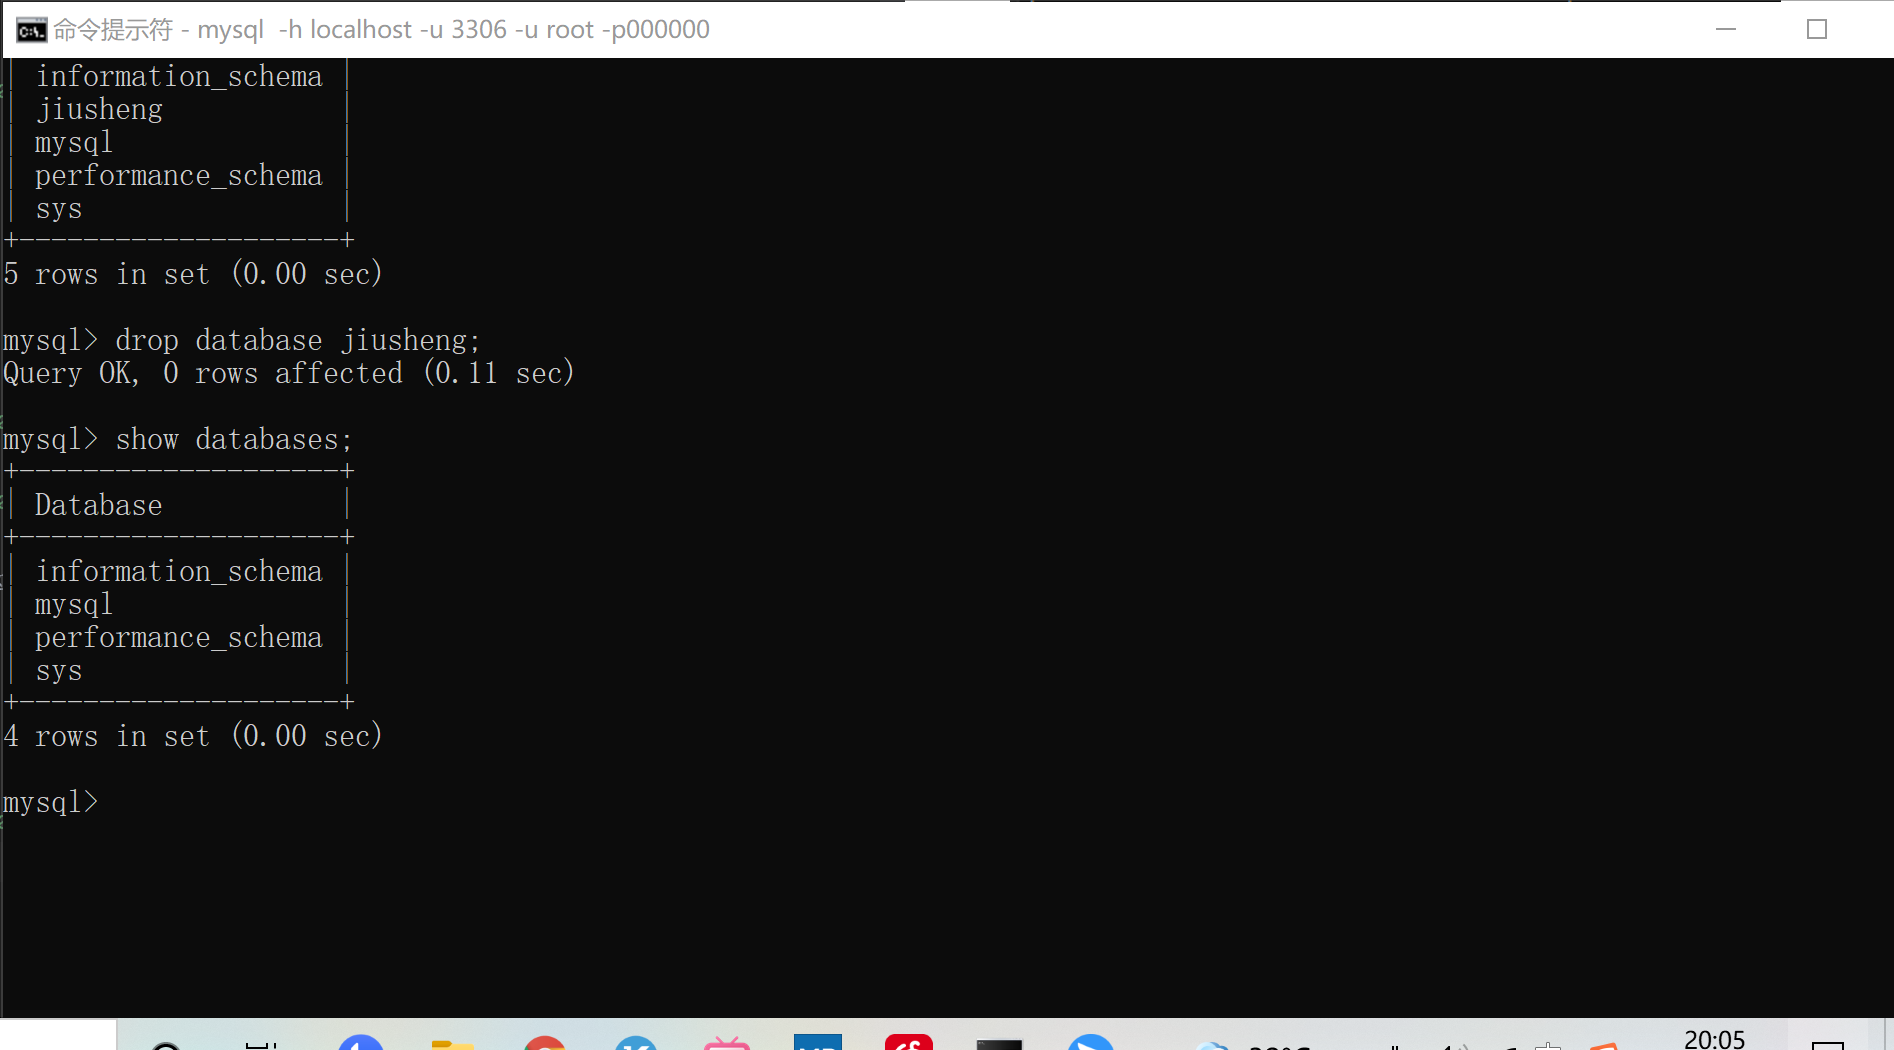 命令提示符 - mysql  -h localhost -u 3306 -u root -p000000
| information_schema |
| jiusheng           |
| mysql              |
| performance_schema |
| sys                |
+--------------------+
5 rows in set (0.00 sec)
mysql> drop database jiusheng;
Query OK, 0 rows affected (0.11 sec)
mysql> show databases;
+--------------------+
| Database           |
+--------------------+
| information_schema |
| mysql              |
| performance_schema |
| sys                |
+--------------------+
4 rows in set (0.00 sec)
mysql>
20:05